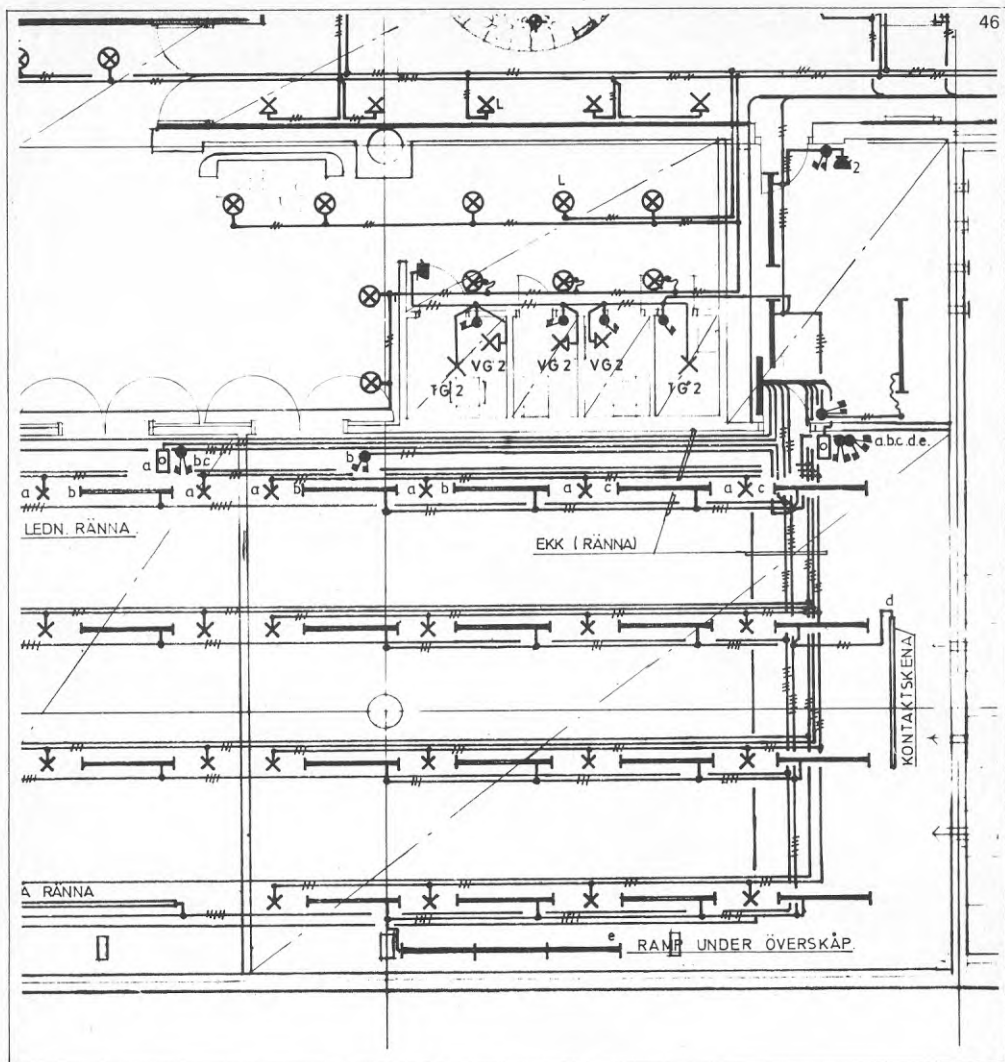 46
L
2
L
TG 2 VG 2 VG 2 VG 2 TG 2
a bc b a.b.c.d.e.
a b a a b a b a c a c
LEDN. RÄNNA.
EKK (RÄNNA)
d
KONTAKTSKENA
A RÄNNA
e RAMP UNDER ÖVERSKÅP.